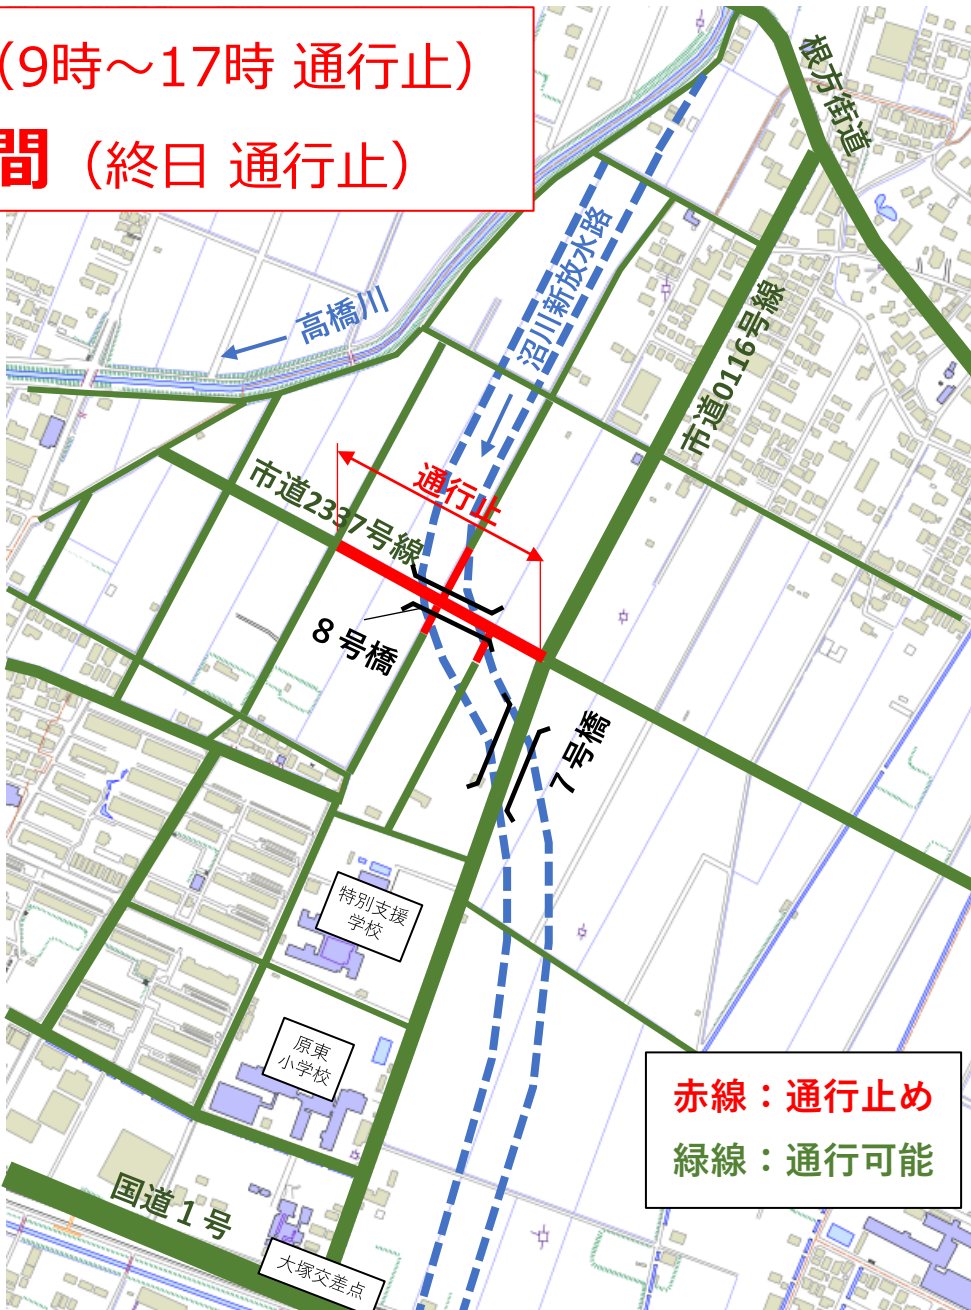 （9時～17時 通行止）
間（終日 通行止）
根方街道
沼川新放水路
高橋川
市道0116号線
通行止
市道2337号線
８号橋
７号橋
特別支援
学校
原東
小学校
赤線：通行止め
緑線：通行可能
国道１号
大塚交差点